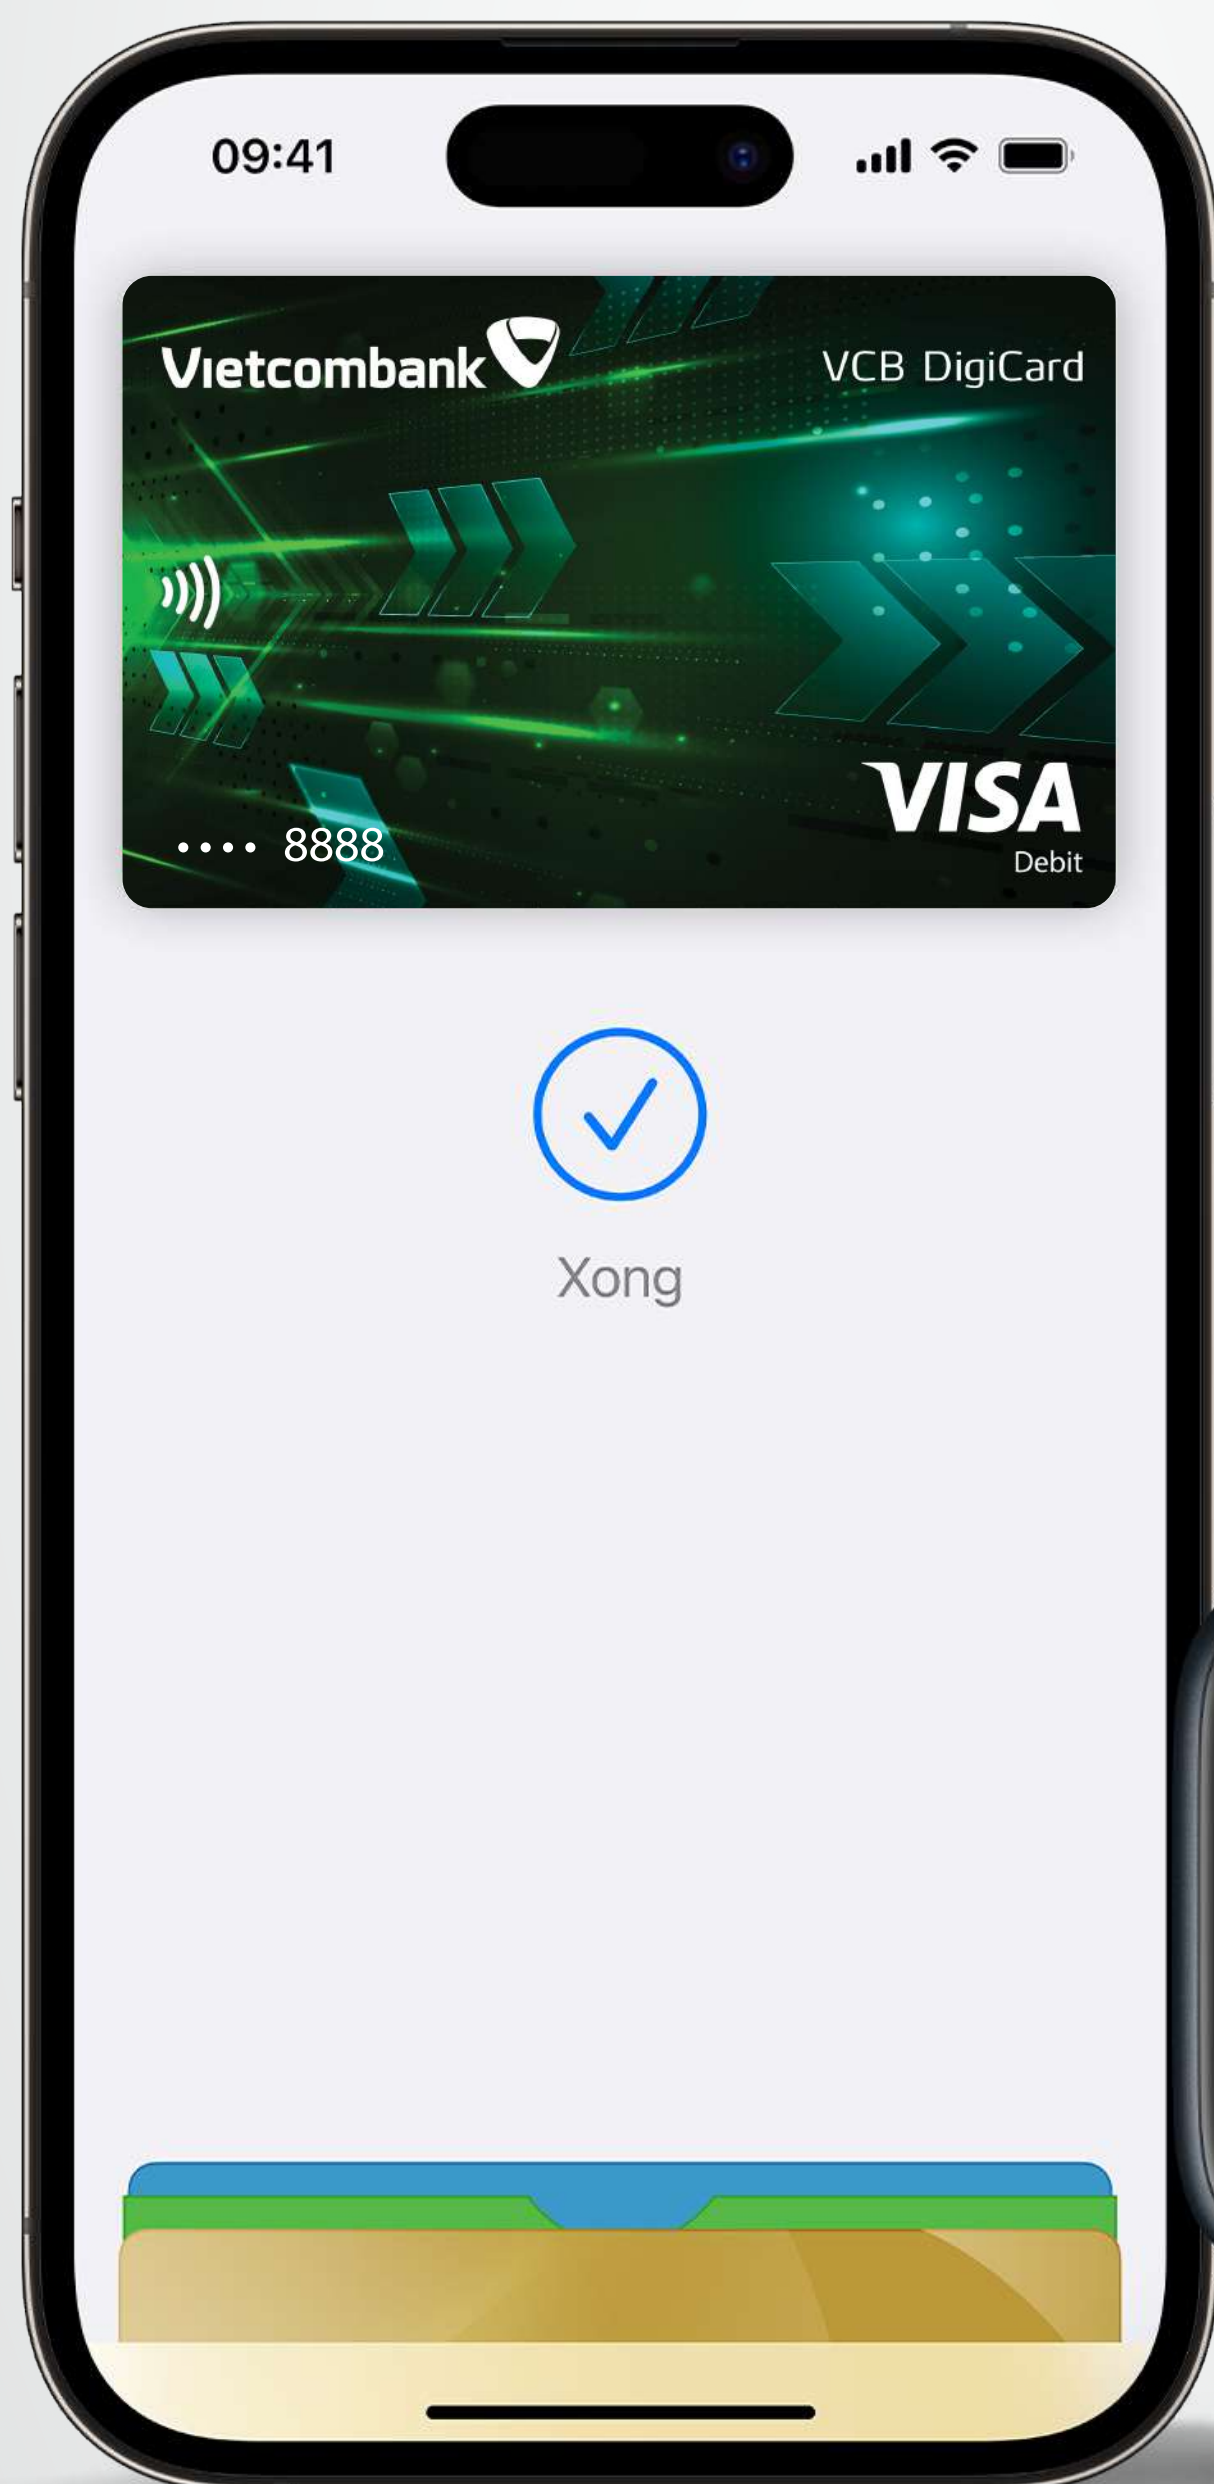 09:41
Vietcombank
VCB DigiCard
•••• 8888
VISA
Debit
Xong